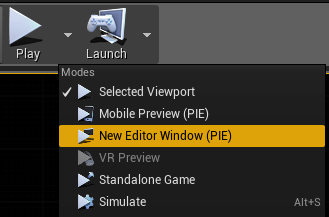 Play Launch
Modes
Selected Viewport
Mobile Preview (PIE)
New Editor Window (PIE)
VR Preview
Standalone Game
Simulate Alt+S